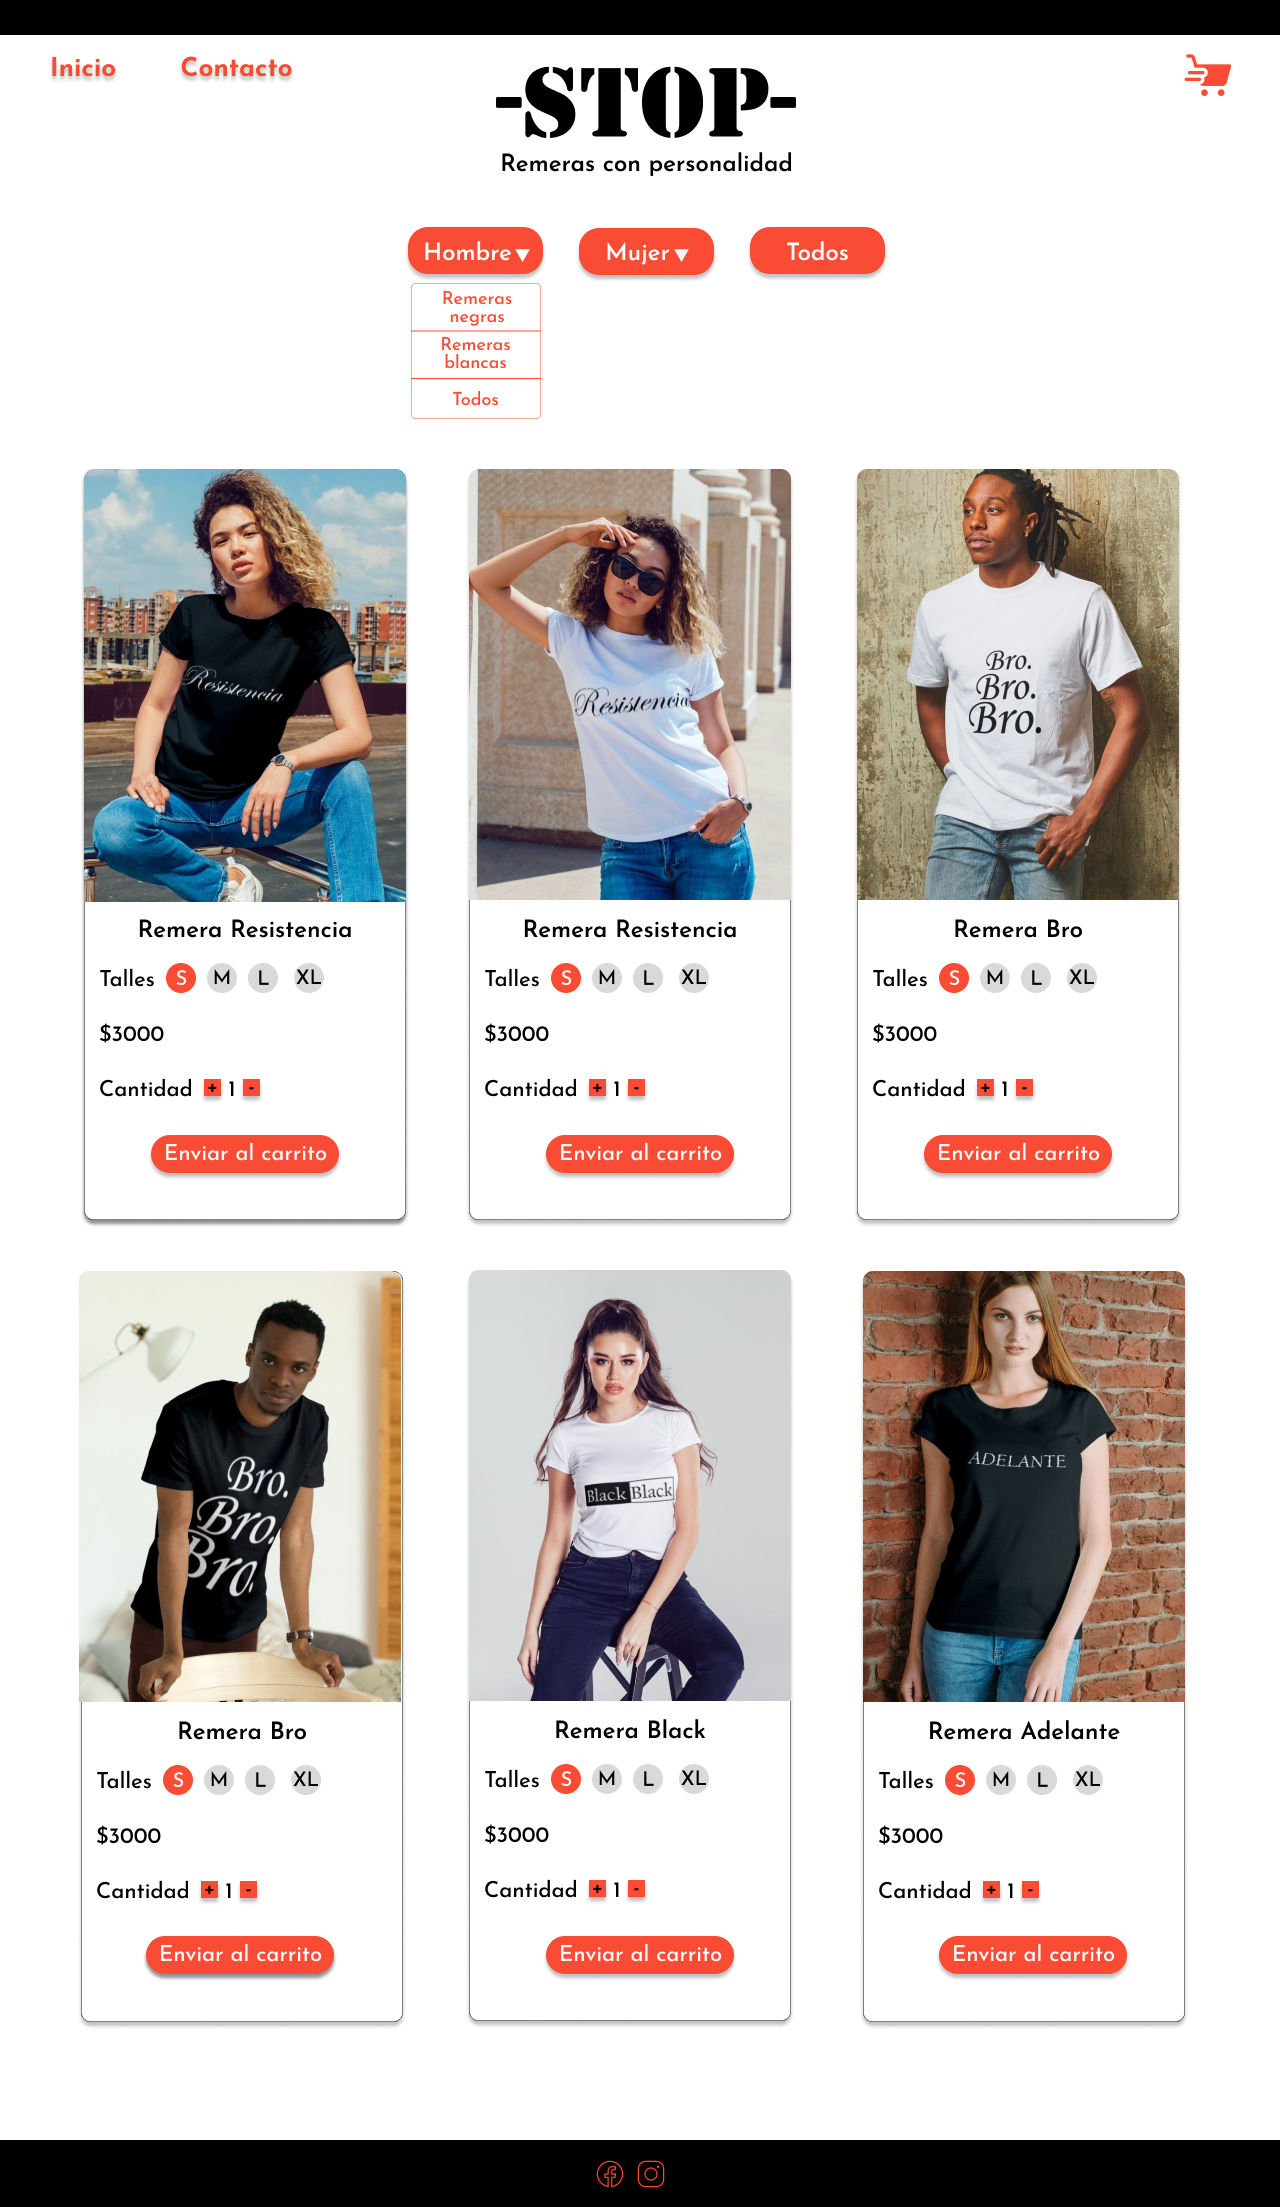 Inicio
Contacto
-STOP-
Remeras con personalidad
Hombre
Mujer
Todos
Remeras
negras
Remeras
blancas
Todos
Resistencia
Remera Resistencia
Talles S M L XL
$3000
Cantidad + 1 -
Enviar al carrito
Resistencia
Remera Resistencia
Talles S M L XL
$3000
Cantidad + 1 -
Enviar al carrito
Bro.
Bro.
Bro.
Remera Bro
Talles S M L XL
$3000
Cantidad + 1 -
Enviar al carrito
Bro.
Bro.
Bro.
Remera Bro
Talles S M L XL
$3000
Cantidad + 1 -
Enviar al carrito
Black Black
Remera Black
Talles S M L XL
$3000
Cantidad + 1 -
Enviar al carrito
ADELANTE
Remera Adelante
Talles S M L XL
$3000
Cantidad + 1 -
Enviar al carrito